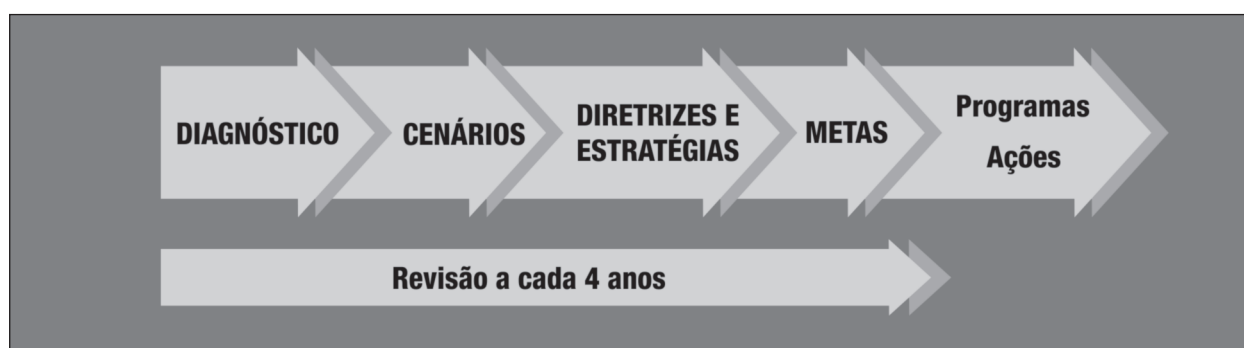 DIAGNÓSTICO
CENÁRIOS
DIRETRIZES E
ESTRATÉGIAS
METAS
Programas
Ações
Revisão a cada 4 anos